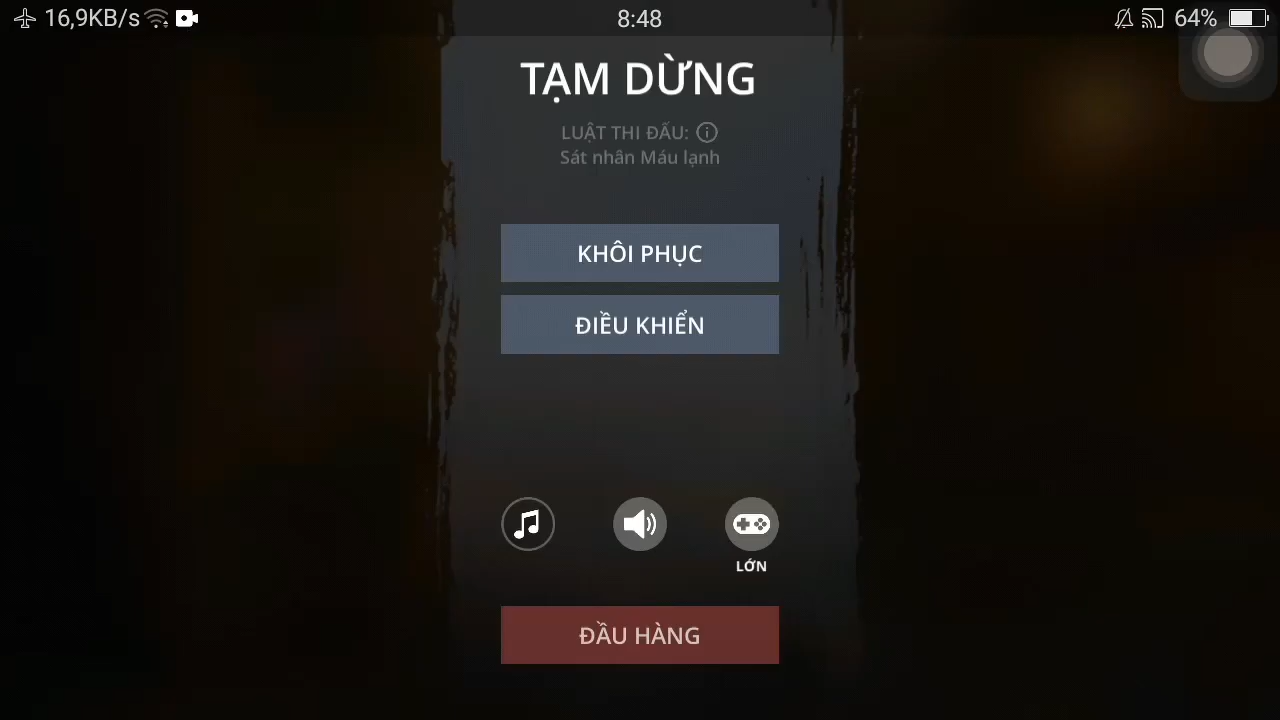 16,9KB/s 8:48 64%
TẠM DỪNG
LUẬT THI ĐẤU:
Sát nhân Máu lạnh
KHÔI PHỤC
ĐIỀU KHIỂN
LỚN
ĐẦU HÀNG